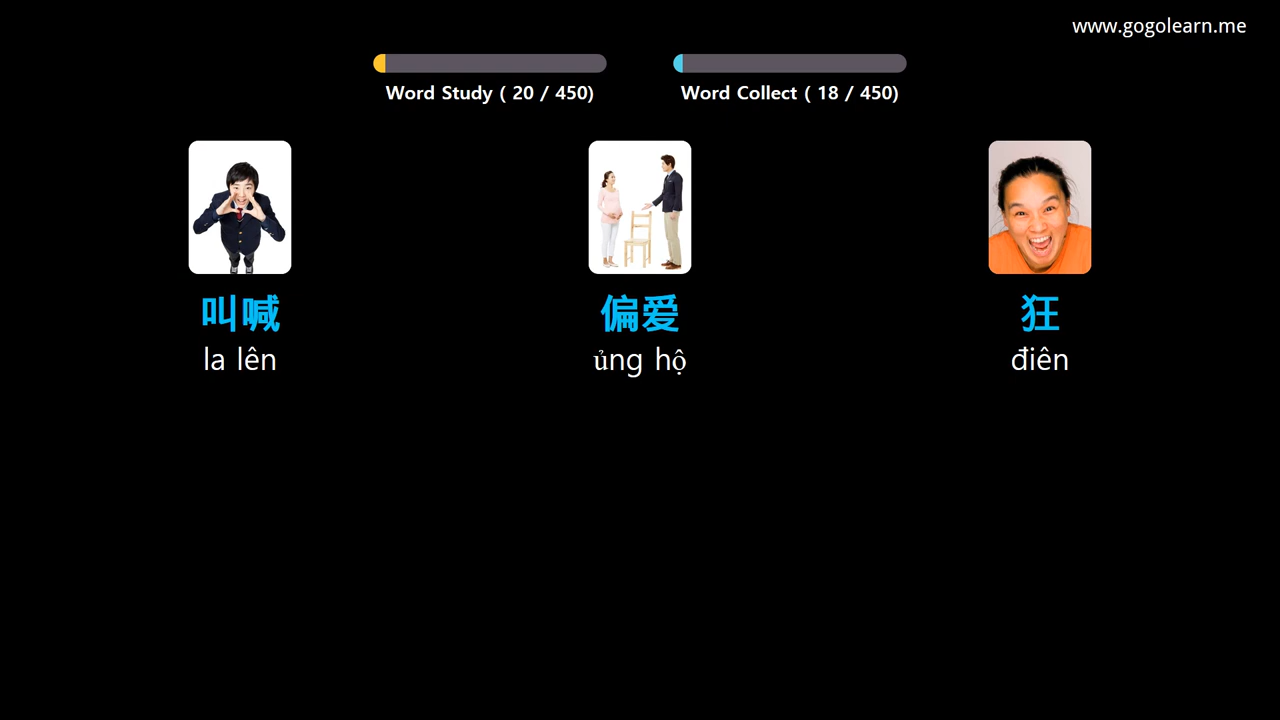 www.gogolearn.me
Word Study ( 20 / 450)
Word Collect ( 18 / 450)
叫喊
la lên
偏爱
ủng hộ
狂
điên